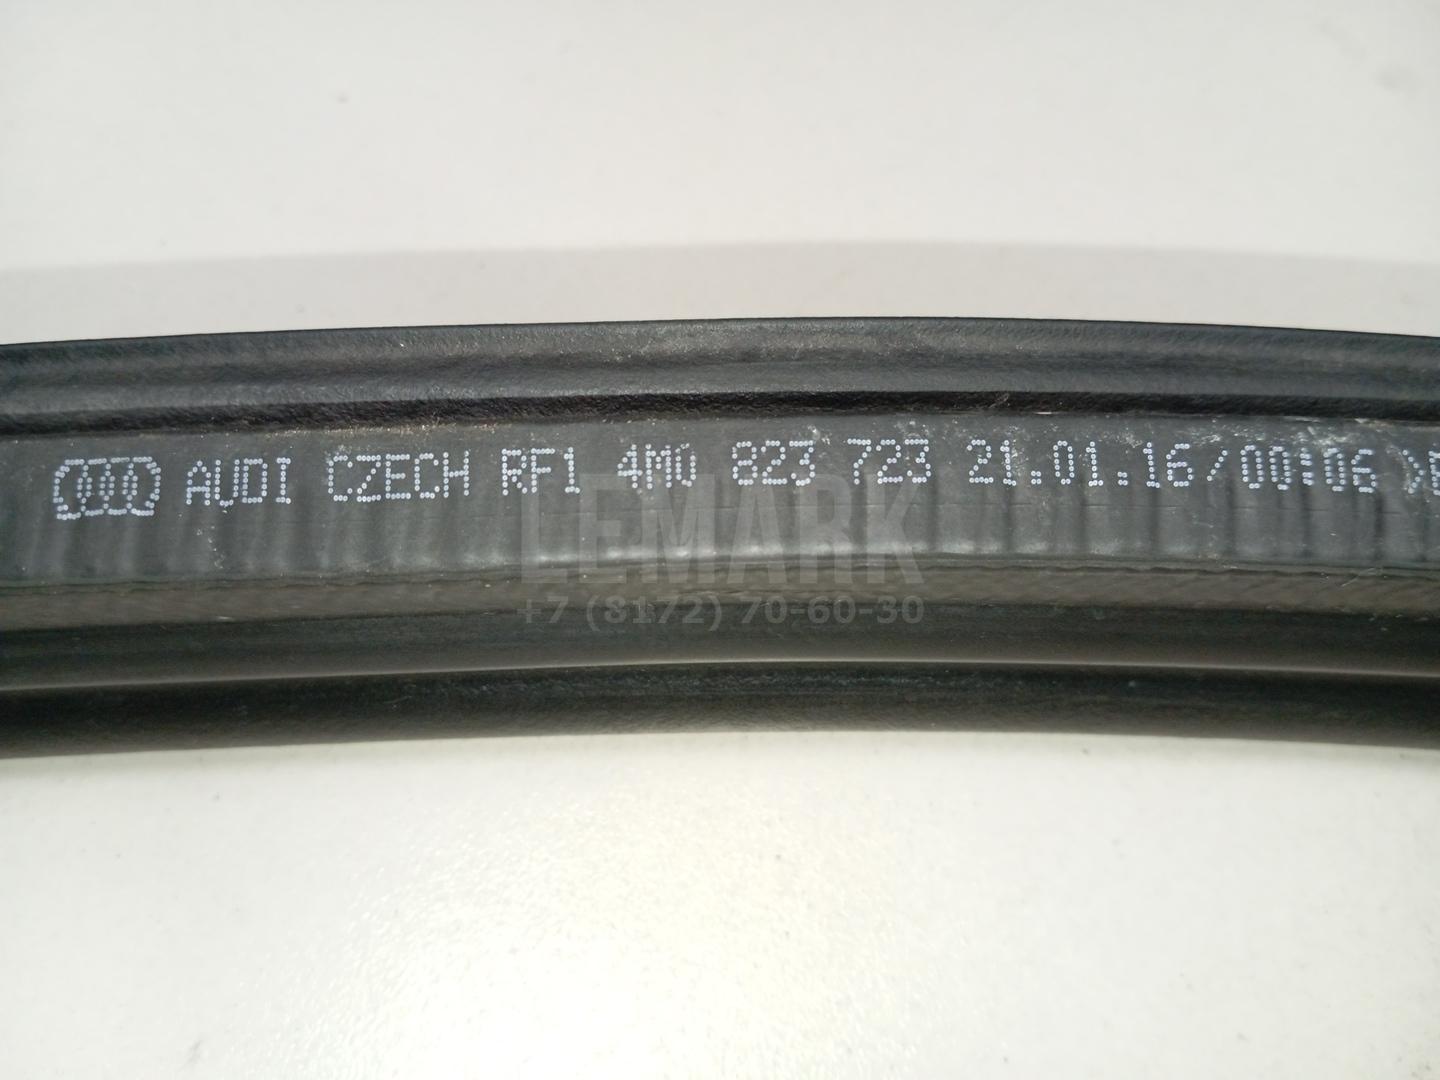 AUDI CZECH RF1 4M0 823 723 21.01.16/00:06
LEMARK
+7 (8172) 70-60-30